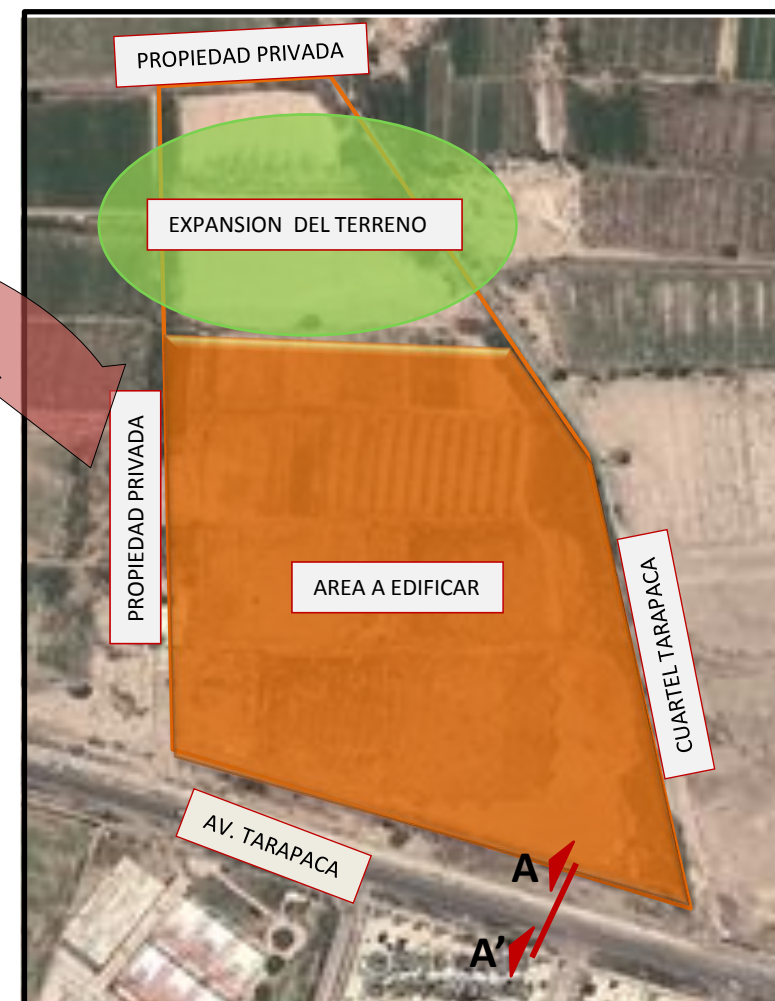 PROPIEDAD PRIVADA
EXPANSION DEL TERRENO
PROPIEDAD PRIVADA
AREA A EDIFICAR
CUARTEL TARAPACA
AV. TARAPACA
A
A'